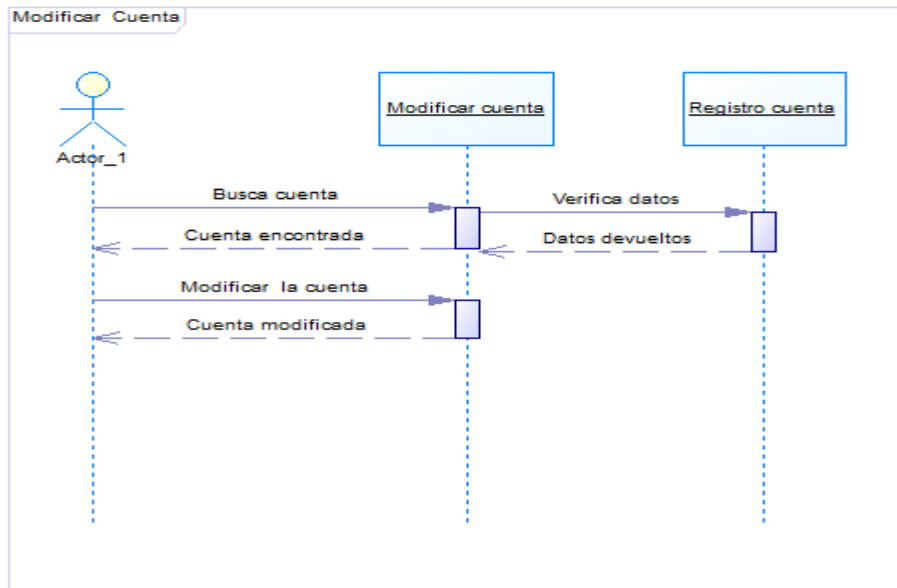 Modificar Cuenta
Modificar cuenta
Registro cuenta
Actor_1
Busca cuenta
Verifica datos
Cuenta encontrada
Datos devueltos
Modificar la cuenta
Cuenta modificada